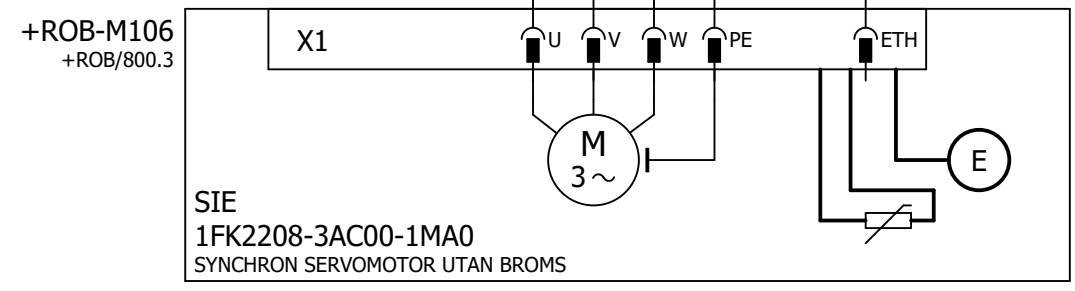 +ROB-M106
+ROB/800.3
X1
U
V
W
PE
ETH
M
3~
E
SIE
1FK2208-3AC00-1MA0
SYNCHRON SERVOMOTOR UTAN BROMS